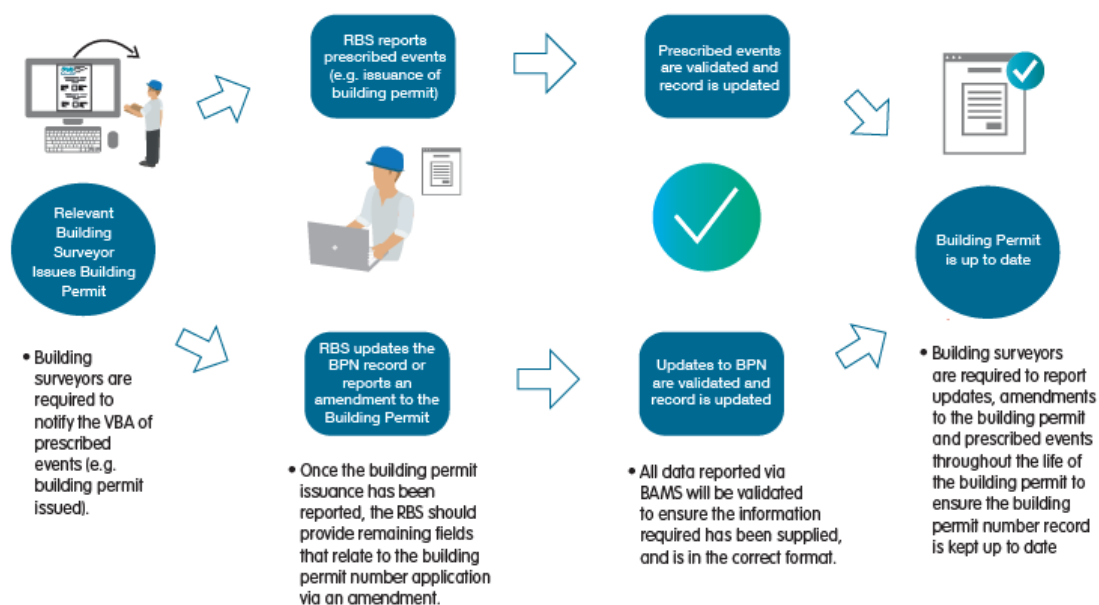 Relevant
Building
Surveyor
Issues Building
Permit
• Building
surveyors are
required to
notify the VBA of
prescribed
events (e.g.
building permit
issued).
RBS reports
prescribed events
(e.g. issuance of
building permit)
RBS updates the
BPN record or
reports an
amendment to the
Building Permit
• Once the building permit
issuance has been
reported, the RBS should
provide remaining fields
that relate to the building
permit number application
via an amendment.
Prescribed events
are validated and
record is updated
Updates to BPN
are validated and
record is updated
• All data reported via
BAMS will be validated
to ensure the information
required has been supplied,
and is in the correct format.
Building Permit
is up to date
• Building surveyors
are required to report
updates, amendments
to the building permit
and prescribed events
throughout the life of
the building permit to
ensure the building
permit number record
is kept up to date